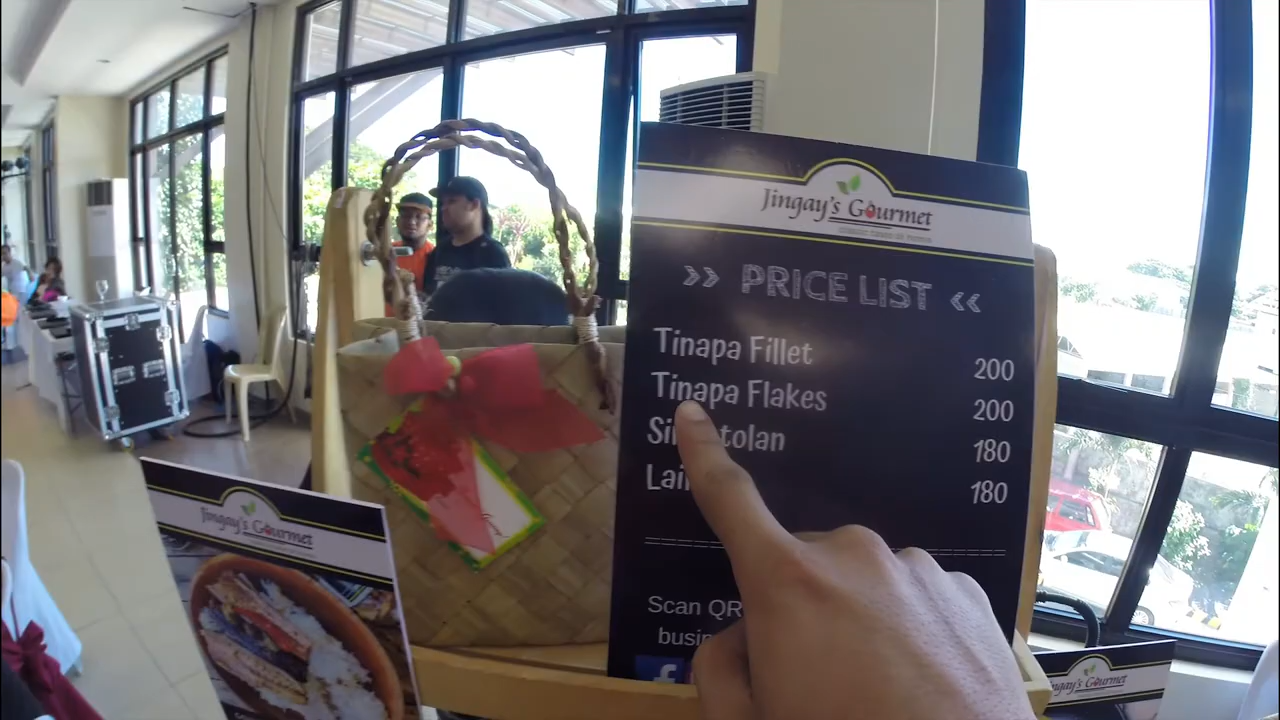 Jingay's Gourmet
>> PRICE LIST <<
Tinapa Fillet 200
Tinapa Flakes 200
180
180
Scan QR
f
Jingay's Gourmet
Jingay's Gourmet